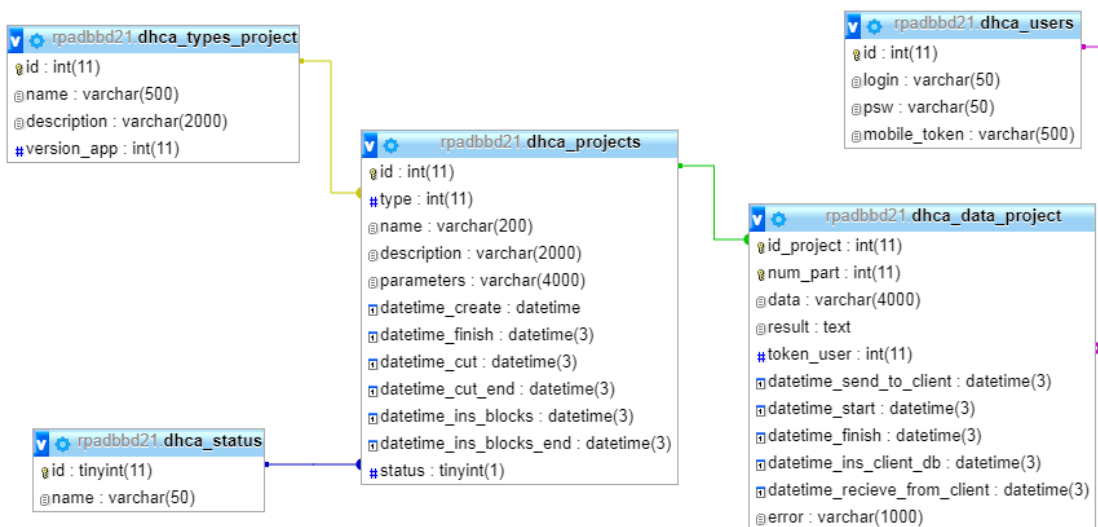 rpadbbd21.dhca_types_project
id : int(11)
name : varchar(500)
description : varchar(2000)
version_app : int(11)
rpadbbd21.dhca_users
id : int(11)
login : varchar(50)
psw : varchar(50)
mobile_token : varchar(500)
rpadbbd21.dhca_projects
id : int(11)
type : int(11)
name : varchar(200)
description : varchar(2000)
parameters : varchar(4000)
datetime_create : datetime
datetime_finish : datetime(3)
datetime_cut : datetime(3)
datetime_cut_end : datetime(3)
datetime_ins_blocks : datetime(3)
datetime_ins_blocks_end : datetime(3)
status : tinyint(1)
rpadbbd21.dhca_data_project
id_project : int(11)
num_part : int(11)
data : varchar(4000)
result : text
token_user : int(11)
datetime_send_to_client : datetime(3)
datetime_start : datetime(3)
datetime_finish : datetime(3)
datetime_ins_client_db : datetime(3)
datetime_recieve_from_client : datetime(3)
error : varchar(1000)
rpadbbd21.dhca_status
id : tinyint(11)
name : varchar(50)